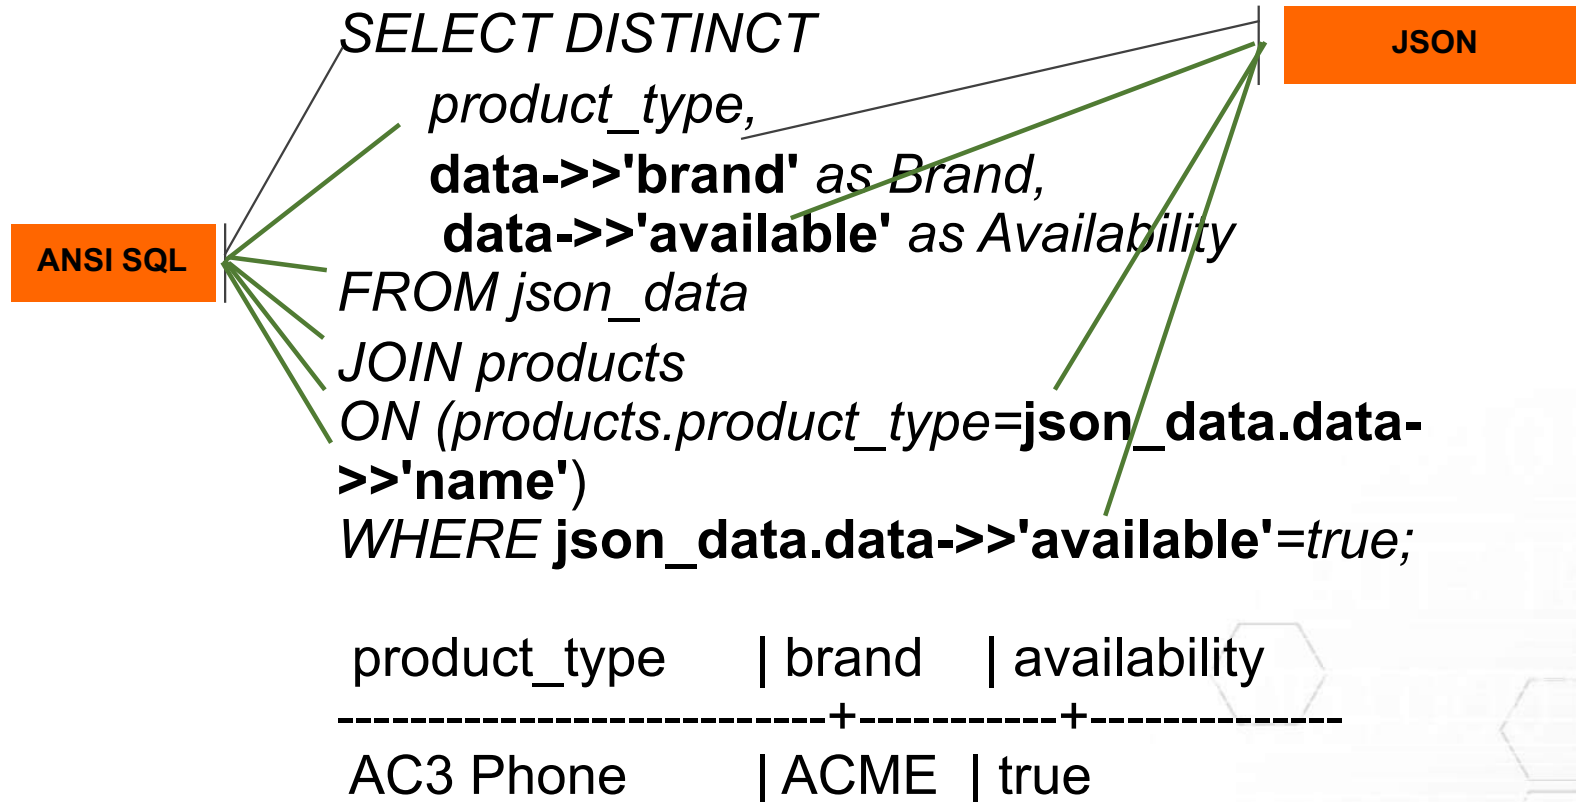 SELECT DISTINCT
JSON
product_type,
data->>'brand' as Brand,
data->>'available' as Availability
ANSI SQL
FROM json_data
JOIN products
ON (products.product_type=json_data.data-
>>'name')
WHERE json_data.data->>'available'=true;
product_type | brand | availability
---------------------------+-----------+--------------
AC3 Phone | ACME | true